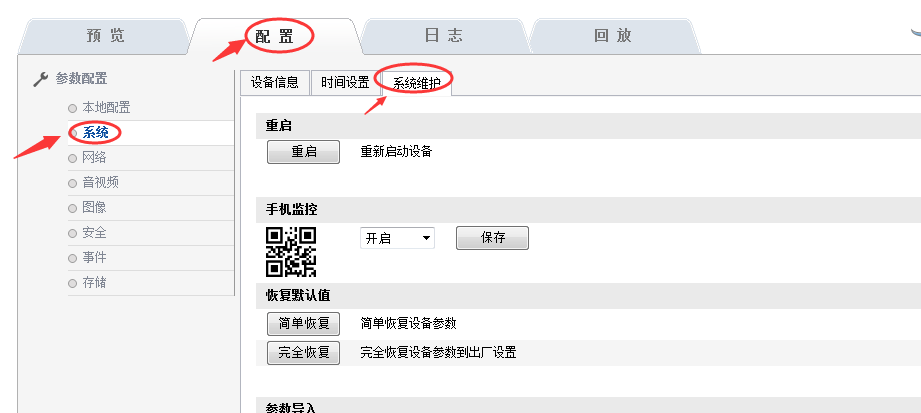 预 览
配 置
日 志
回 放
参数配置
本地配置
系统
网络
音视频
图像
安全
事件
存储
设备信息
时间设置
系统维护
重启
重启 重新启动设备
手机监控
开启 保存
恢复默认值
简单恢复 简单恢复设备参数
完全恢复 完全恢复设备参数到出厂设置
参数导入